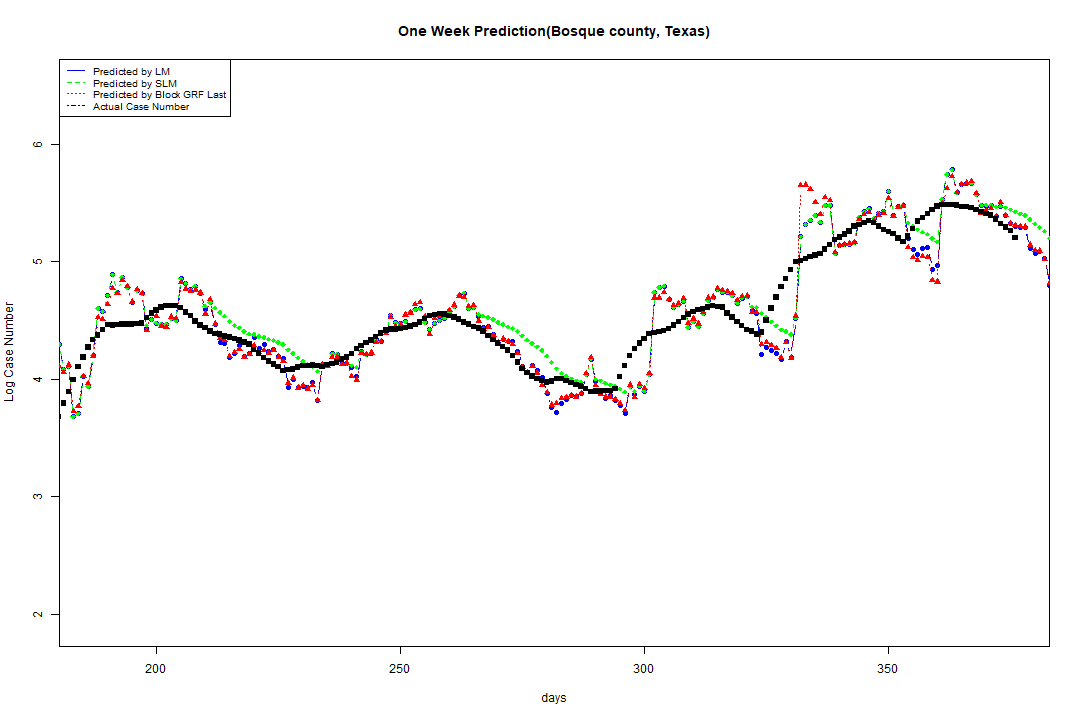 One Week Prediction(Bosque county, Texas)
Predicted by LM
Predicted by SLM
Predicted by Block GRF Last
Actual Case Number
6
5
4
3
2
Log Case Number
200 250 300 350
days